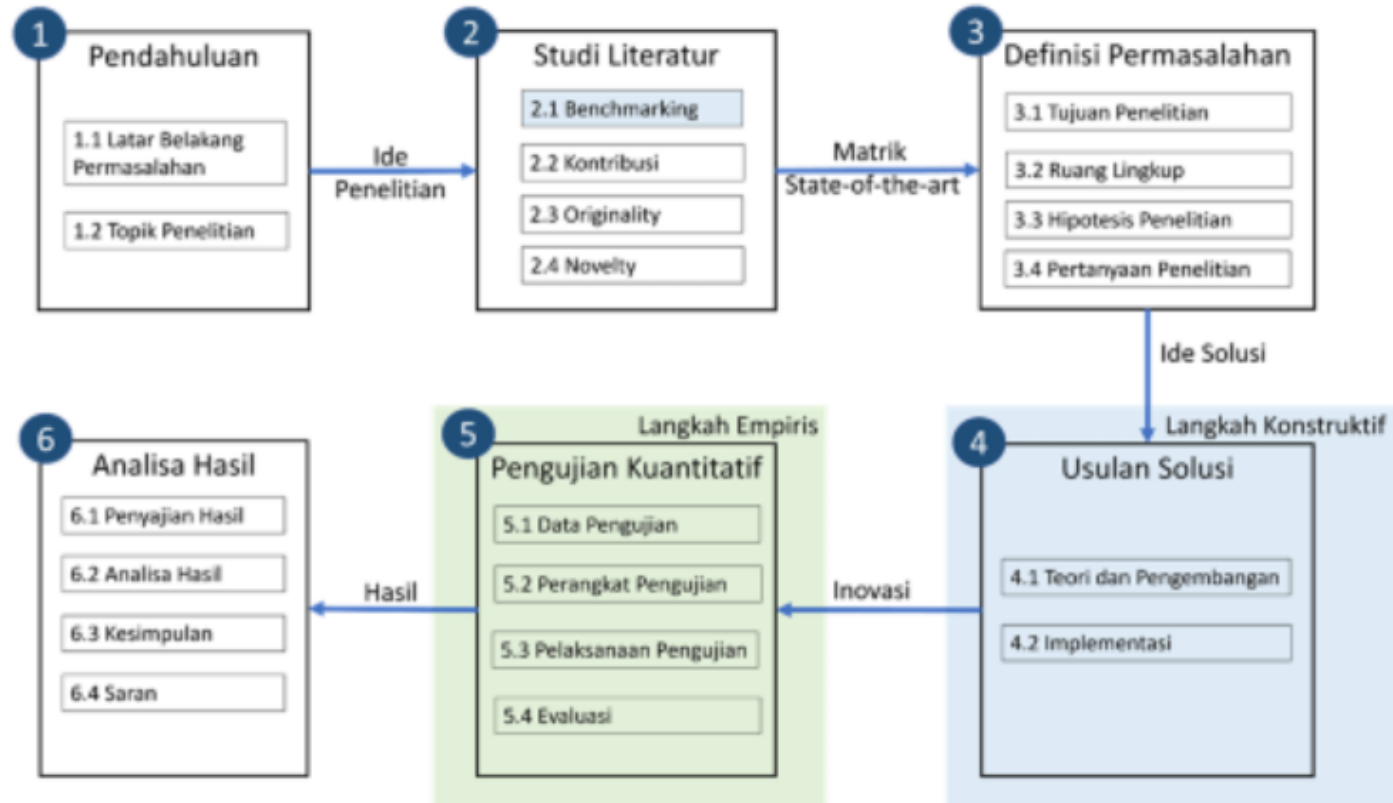 1
Pendahuluan
1.1 Latar Belakang
Permasalahan
1.2 Topik Penelitian
Ide
Penelitian
2
Studi Literatur
2.1 Benchmarking
2.2 Kontribusi
2.3 Originality
2.4 Novelty
Matrik
State-of-the-art
3
Definisi Permasalahan
3.1 Tujuan Penelitian
3.2 Ruang Lingkup
3.3 Hipotesis Penelitian
3.4 Pertanyaan Penelitian
Ide Solusi
Langkah Konstruktif
4
Usulan Solusi
4.1 Teori dan Pengembangan
4.2 Implementasi
Inovasi
Langkah Empiris
5
Pengujian Kuantitatif
5.1 Data Pengujian
5.2 Perangkat Pengujian
5.3 Pelaksanaan Pengujian
5.4 Evaluasi
Hasil
6
Analisa Hasil
6.1 Penyajian Hasil
6.2 Analisa Hasil
6.3 Kesimpulan
6.4 Saran